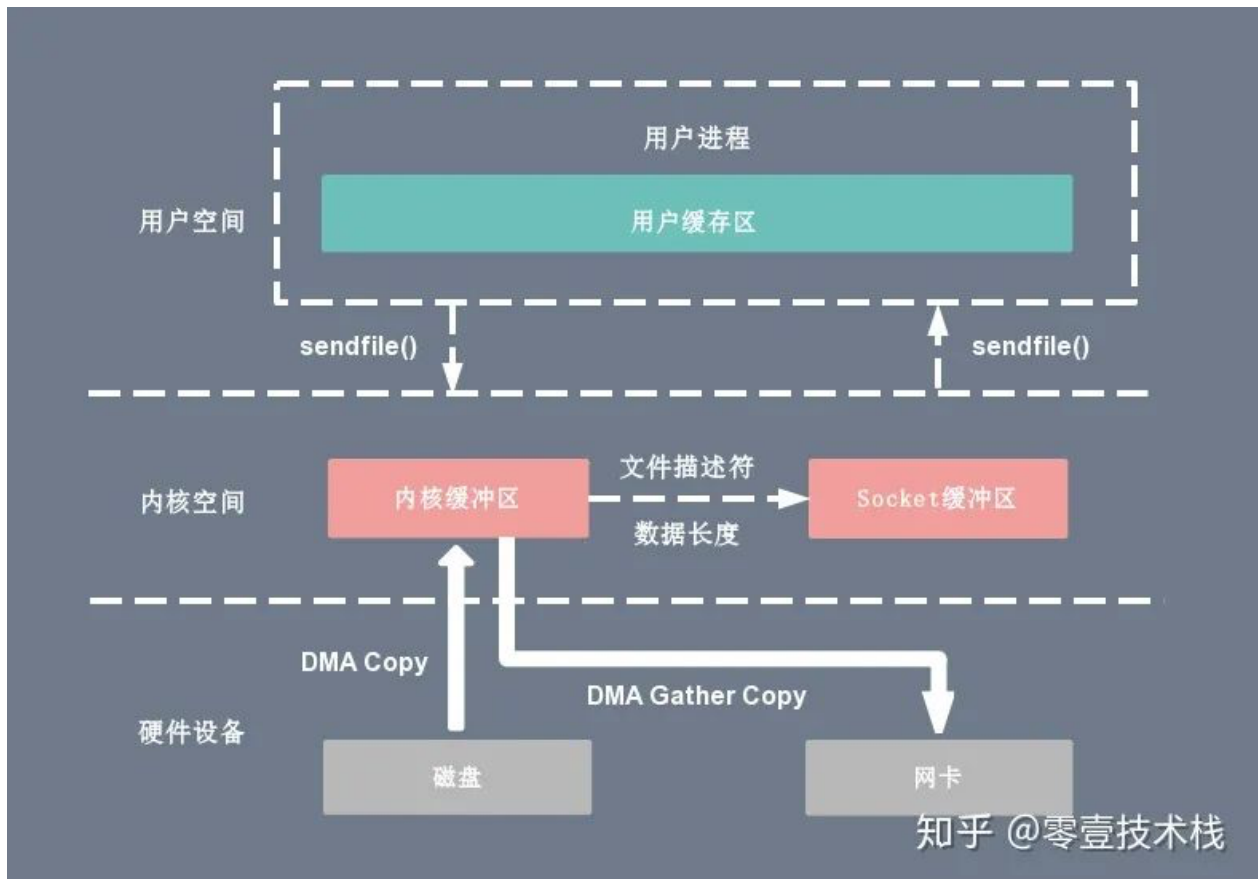 用户进程
用户空间
用户缓存区
sendfile()
sendfile()
文件描述符
内核空间
内核缓冲区
Socket缓冲区
数据长度
DMA Copy
DMA Gather Copy
硬件设备
磁盘
网卡
知乎 @零壹技术栈